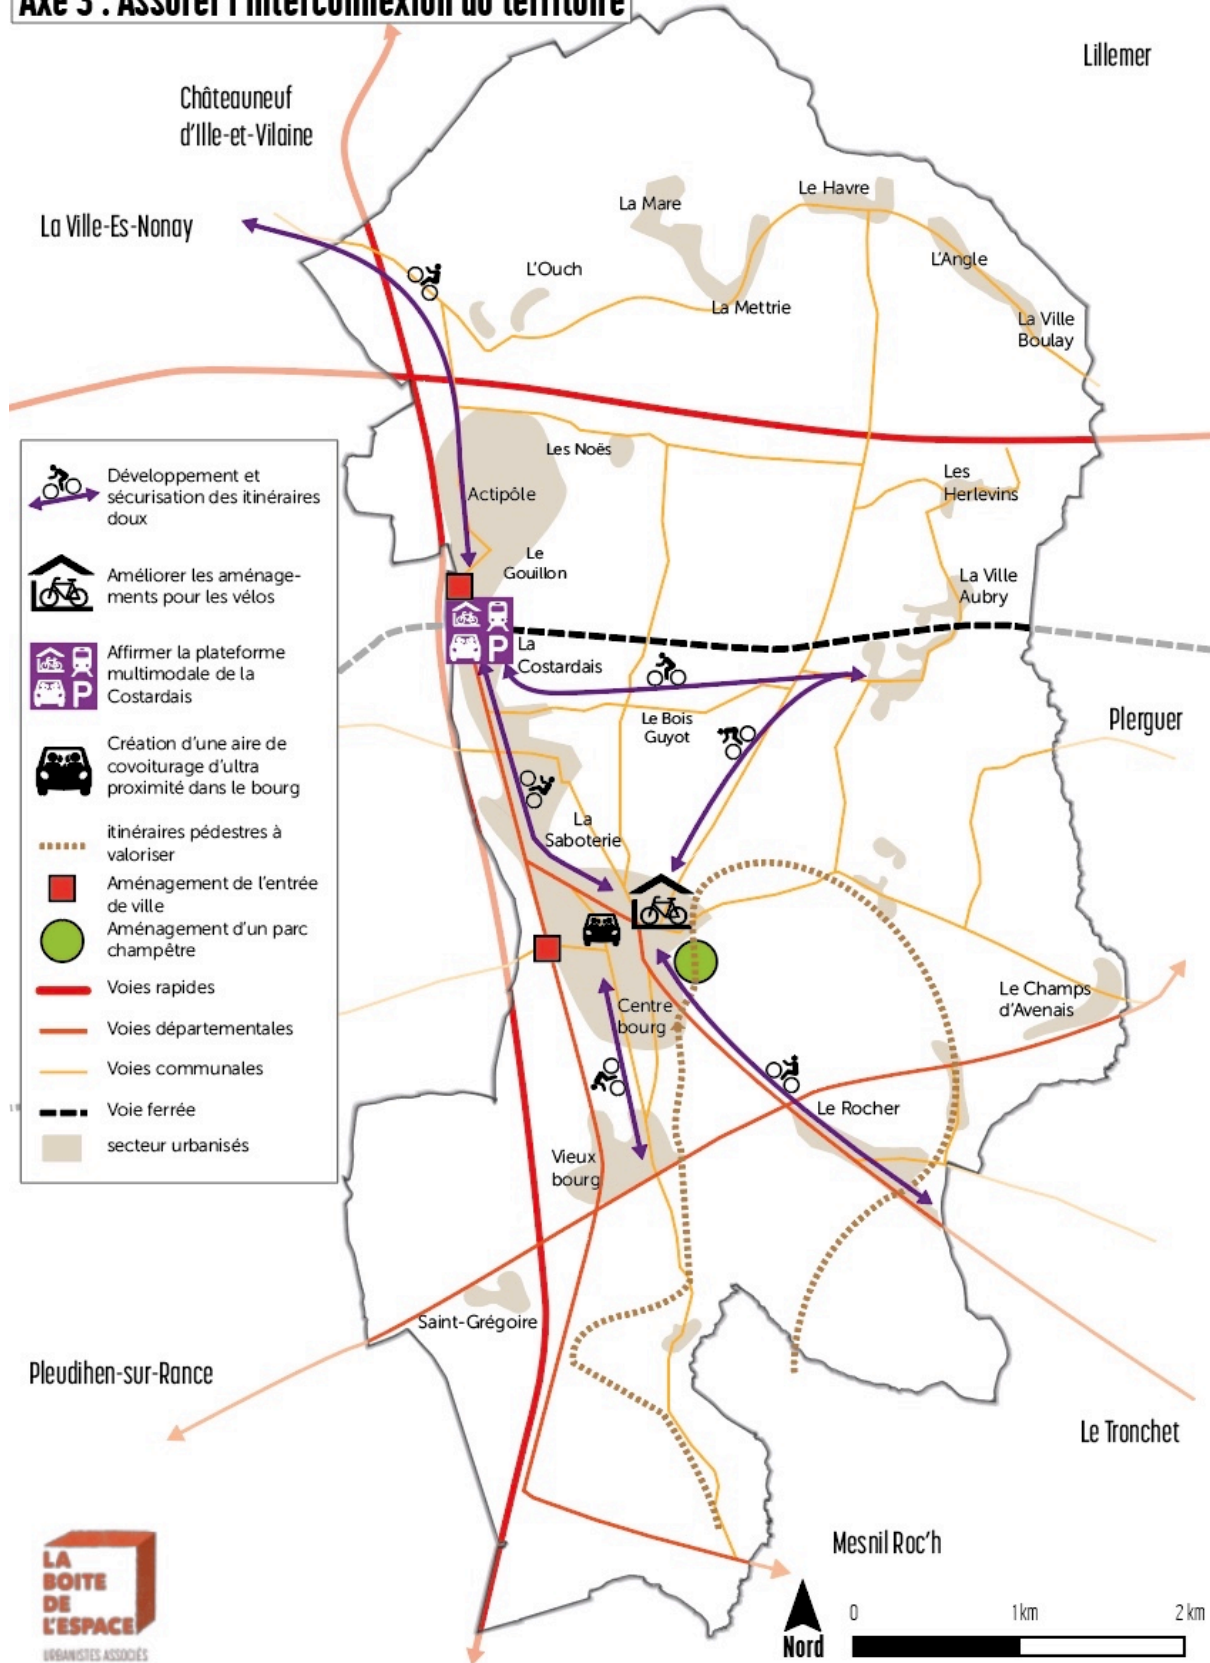 Axe 3 : Assurer l'interconnexion du territoire
Lillemer
Châteauneuf
d'Ille-et-Vilaine
La Ville-Es-Nonay
La Mare
Le Havre
L'Ouch
L'Angle
La Mettrie
La Ville
Boulay
Les Noës
Actipôle
Les
Herlevins
Le
Gouillon
La Ville
Aubry
P
La
Costardais
Le Bois
Guyot
Plerguer
La
Saboterie
Centre
bourg
Le Champs
d'Avenais
Le Rocher
Vieux
bourg
Saint-Grégoire
Pleudihen-sur-Rance
Le Tronchet
Mesnil Roc'h
Développement et
sécurisation des itinéraires
doux
Améliorer les aménage-
ments pour les vélos
P
Affirmer la plateforme
multimodale de la
Costardais
Création d'une aire de
covoiturage d'ultra
proximité dans le bourg
itinéraires pédestres à
valoriser
Aménagement de l'entrée
de ville
Aménagement d'un parc
champêtre
Voies rapides
Voies départementales
Voies communales
Voie ferrée
secteur urbanisés
LA
BOITE
DE
L'ESPACE
URBANISTES ASSOCIÉS
Nord
0 1km 2 km